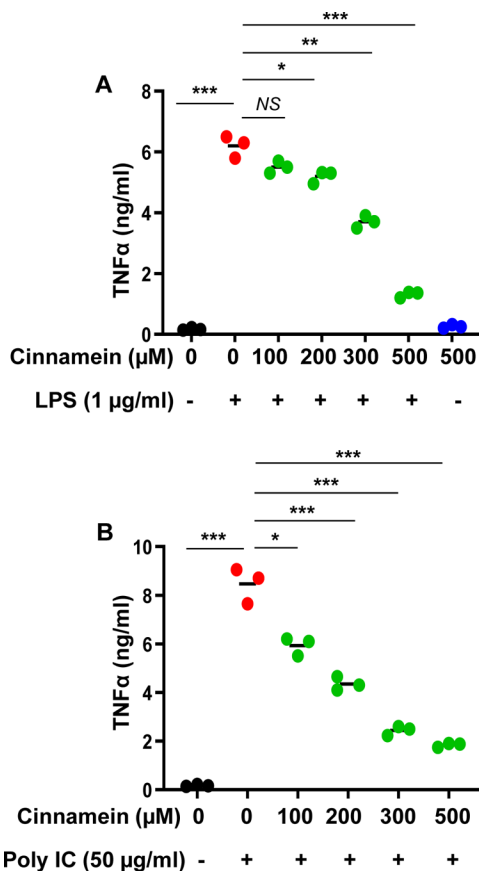 ***
**
*
A
***
NS
8
6
4
2
0
TNFα (ng/ml)
Cinnamein (μM) 0 0 100 200 300 500 500
LPS (1 μg/ml) - + + + + + -
***
***
***
B
***
*
10
8
6
4
2
0
TNFα (ng/ml)
Cinnamein (μM) 0 0 100 200 300 500
Poly IC (50 μg/ml) - + + + + +